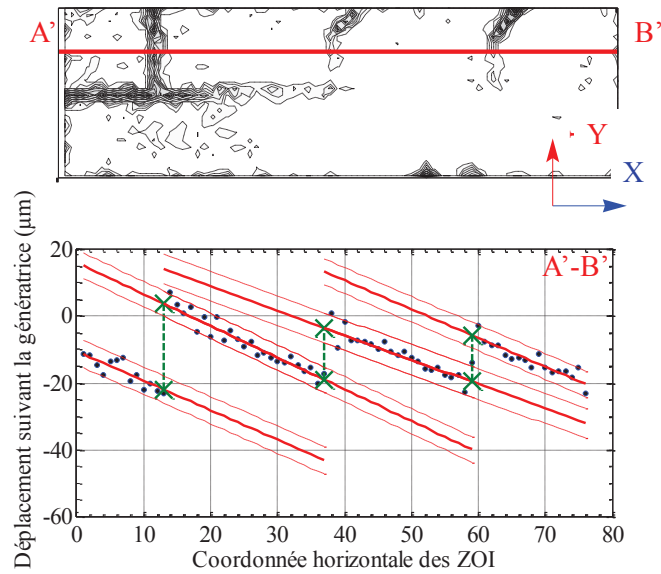 A’ B’
Y
X
Déplacement suivant la génératrice (µm)
A’-B’
20
0
-20
-40
-60
0 10 20 30 40 50 60 70 80
Coordonnée horizontale des ZOI